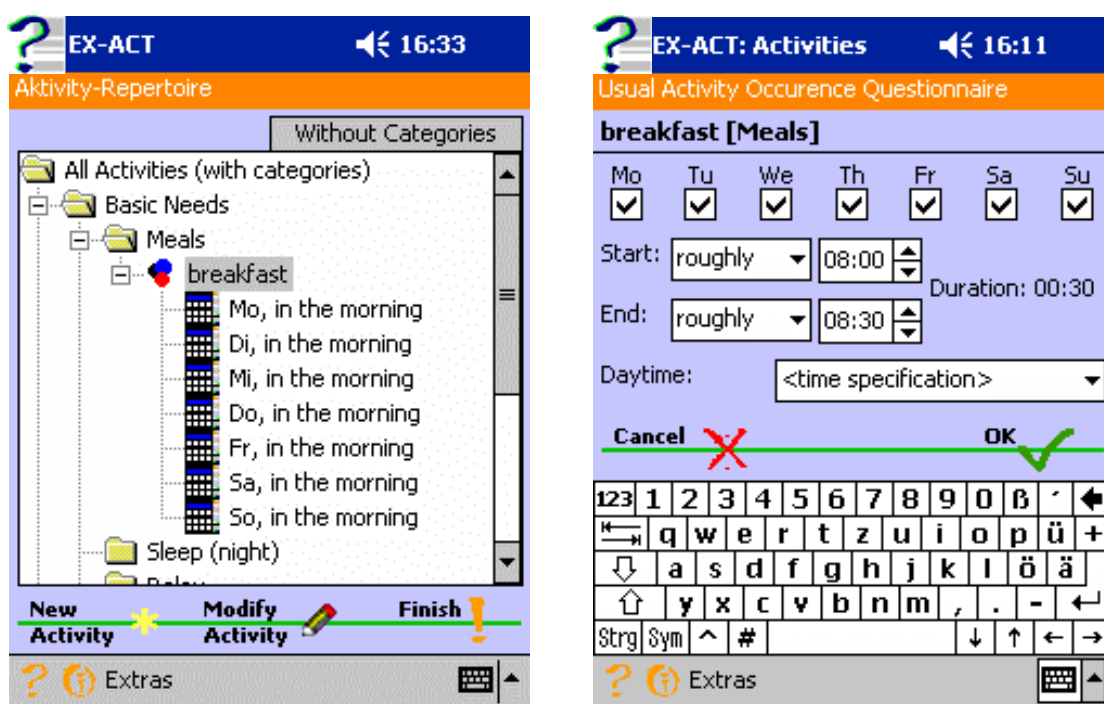 EX-ACT 16:33
Aktivity-Repertoire
Without Categories
All Activities (with categories)
Basic Needs
Meals
breakfast
Mo, in the morning
Di, in the morning
Mi, in the morning
Do, in the morning
Fr, in the morning
Sa, in the morning
So, in the morning
Sleep (night)
New Activity
Modify Activity
Finish
Extras
EX-ACT: Activities 16:11
Usual Activity Occurence Questionnaire
breakfast [Meals]
Mo Tu We Th Fr Sa Su
Start: roughly 08:00
Duration: 00:30
End: roughly 08:30
Daytime: <time specification>
Cancel OK
123 1 2 3 4 5 6 7 8 9 0 ß ´
q w e r t z u i o p ü +
a s d f g h j k l ö ä
y x c v b n m , . -
Strg Sym ^ # ↓ ↑ ← →
Extras